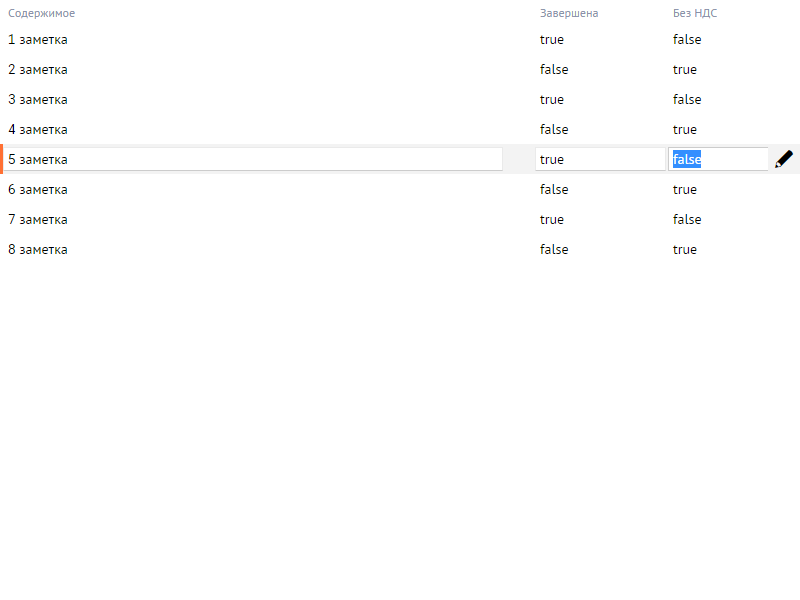 Содержимое Завершена Без НДС
1 заметка true false
2 заметка false true
3 заметка true false
4 заметка false true
5 заметка true false
6 заметка false true
7 заметка true false
8 заметка false true